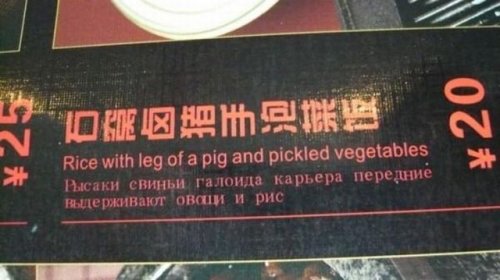 ¥25
石窝卤猪手泡菜饭
¥20
Rice with leg of a pig and pickled vegetables
Рысаки свиньи галоида карьера передние
выдерживают овощи и рис